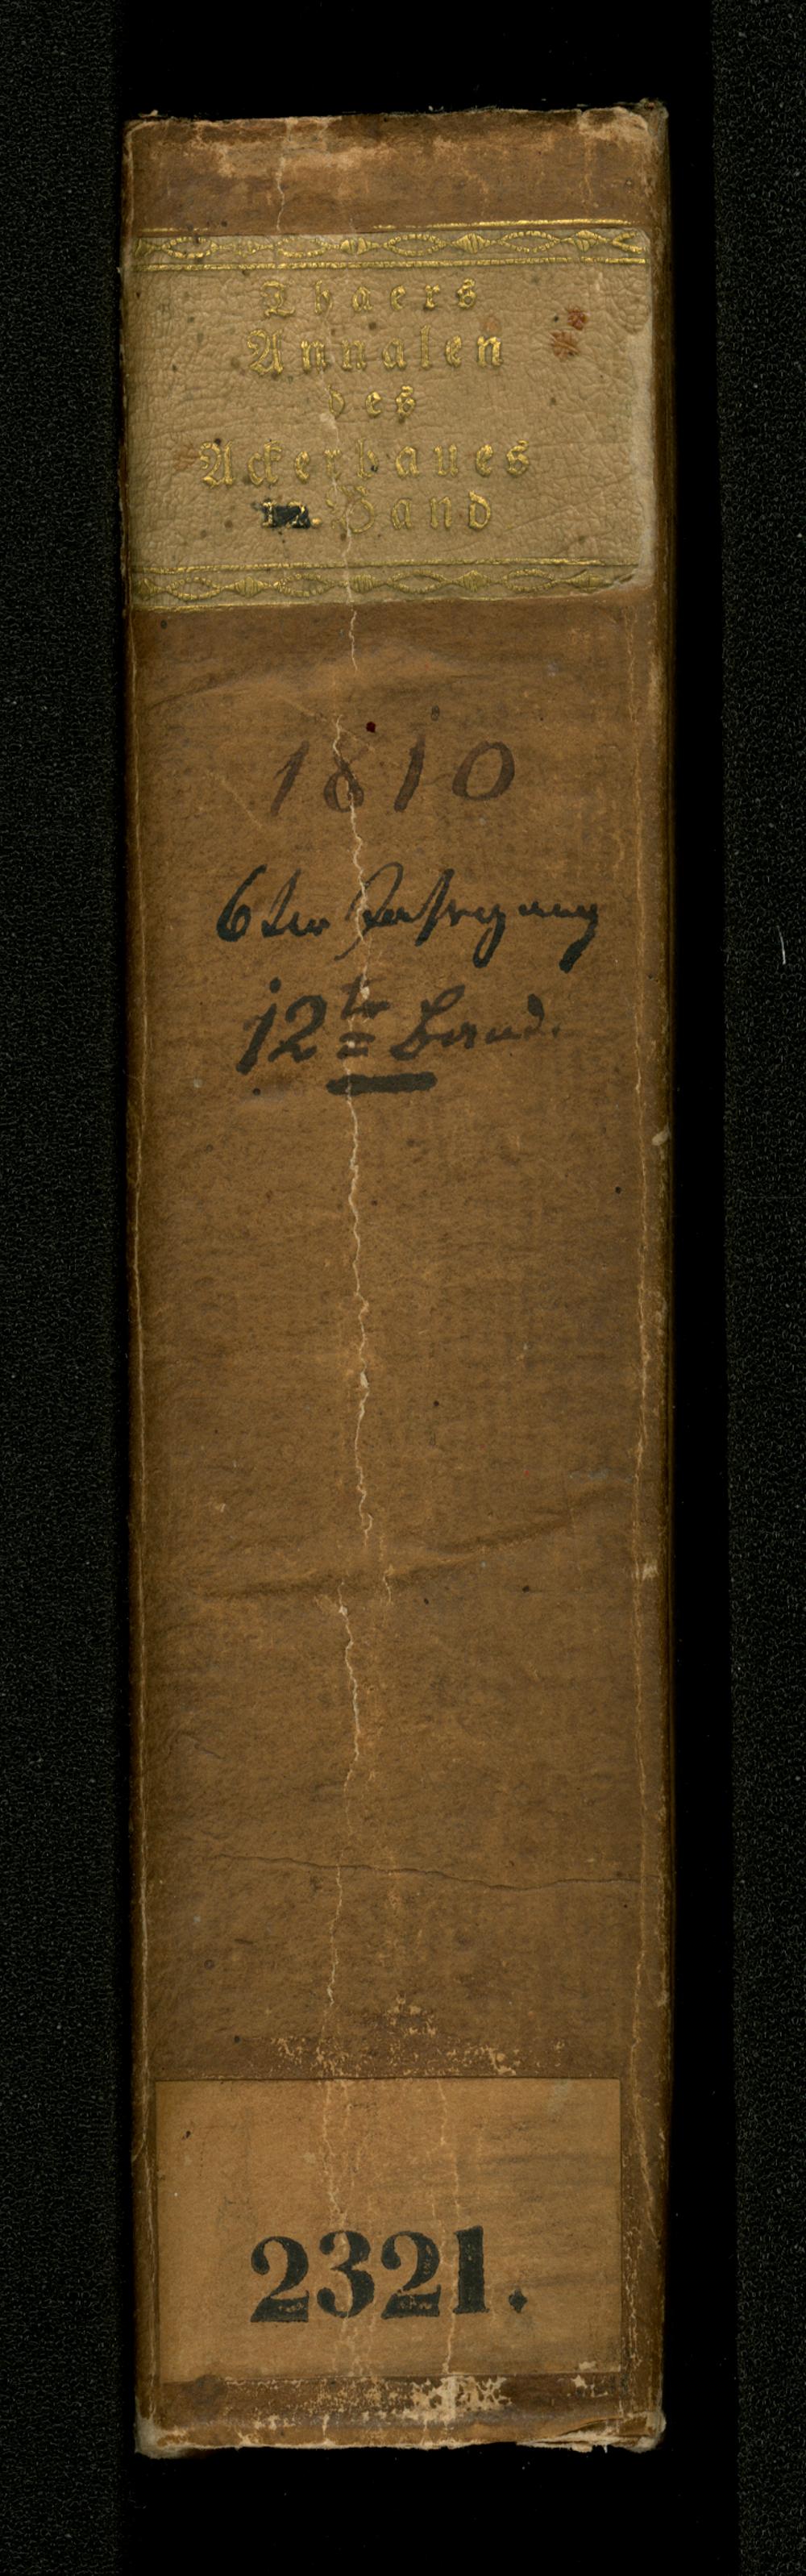 Thaers
Annalen
des
Ackerbaues
12. Band
1810
6ter Jahrgang
12ter Band.
2321.